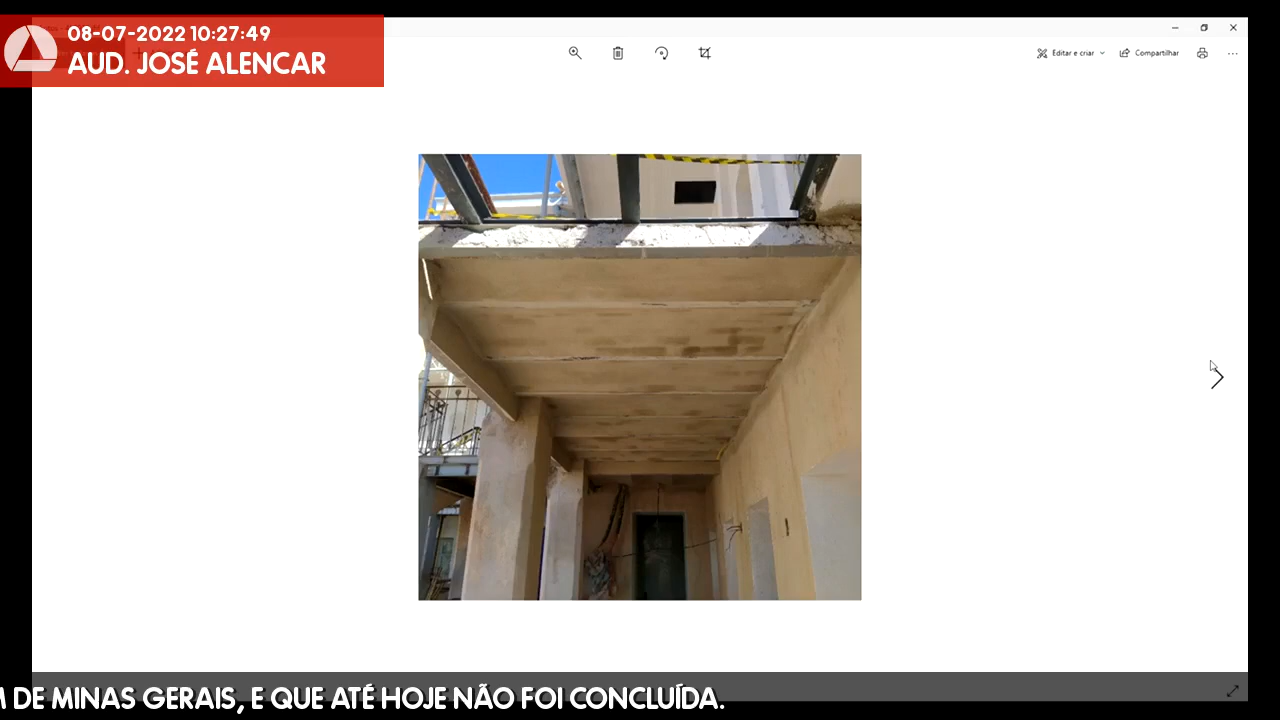 08-07-2022 10:27:49
AUD. JOSÉ ALENCAR
Editar e criar
Compartilhar
DE MINAS GERAIS, E QUE ATÉ HOJE NÃO FOI CONCLUÍDA.